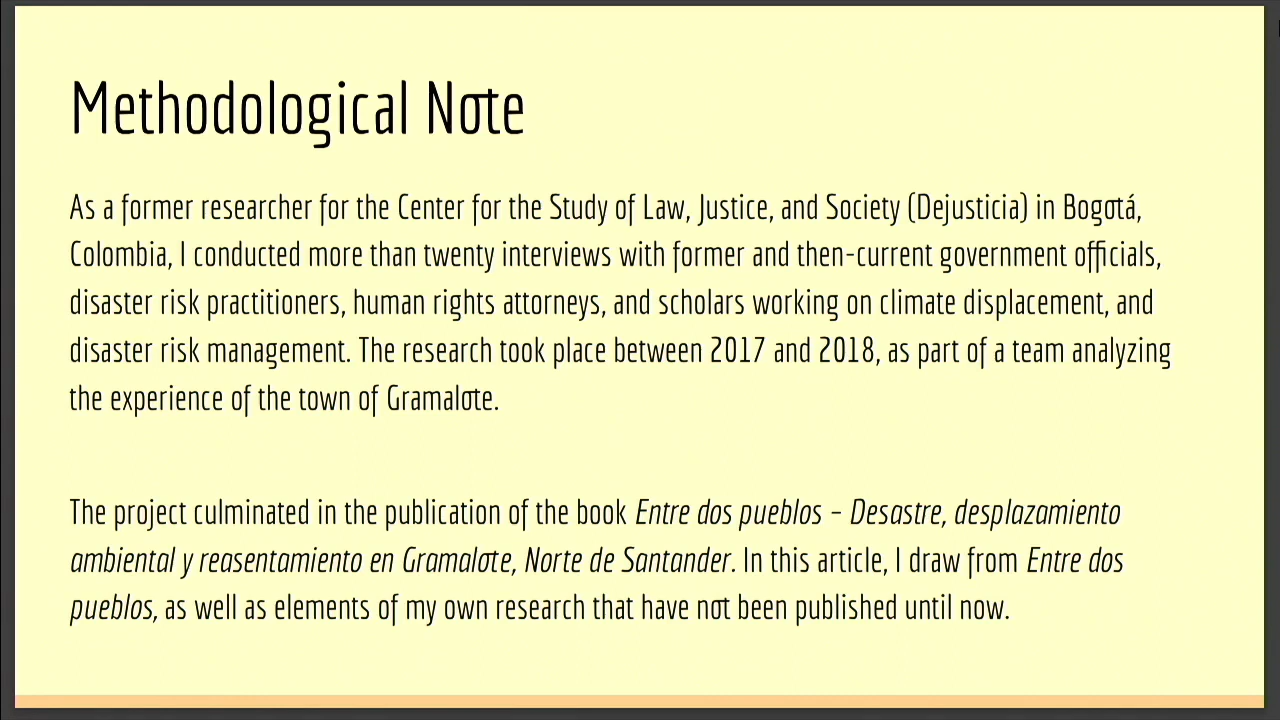 Methodological Note
As a former researcher for the Center for the Study of Law, Justice, and Society (Dejusticia) in Bogotá,
Colombia, I conducted more than twenty interviews with former and then-current government officials,
disaster risk practitioners, human rights attorneys, and scholars working on climate displacement, and
disaster risk management. The research took place between 2017 and 2018, as part of a team analyzing
the experience of the town of Gramalote.
The project culminated in the publication of the book Entre dos pueblos – Desastre, desplazamiento
ambiental y reasentamiento en Gramalote, Norte de Santander. In this article, I draw from Entre dos
pueblos, as well as elements of my own research that have not been published until now.